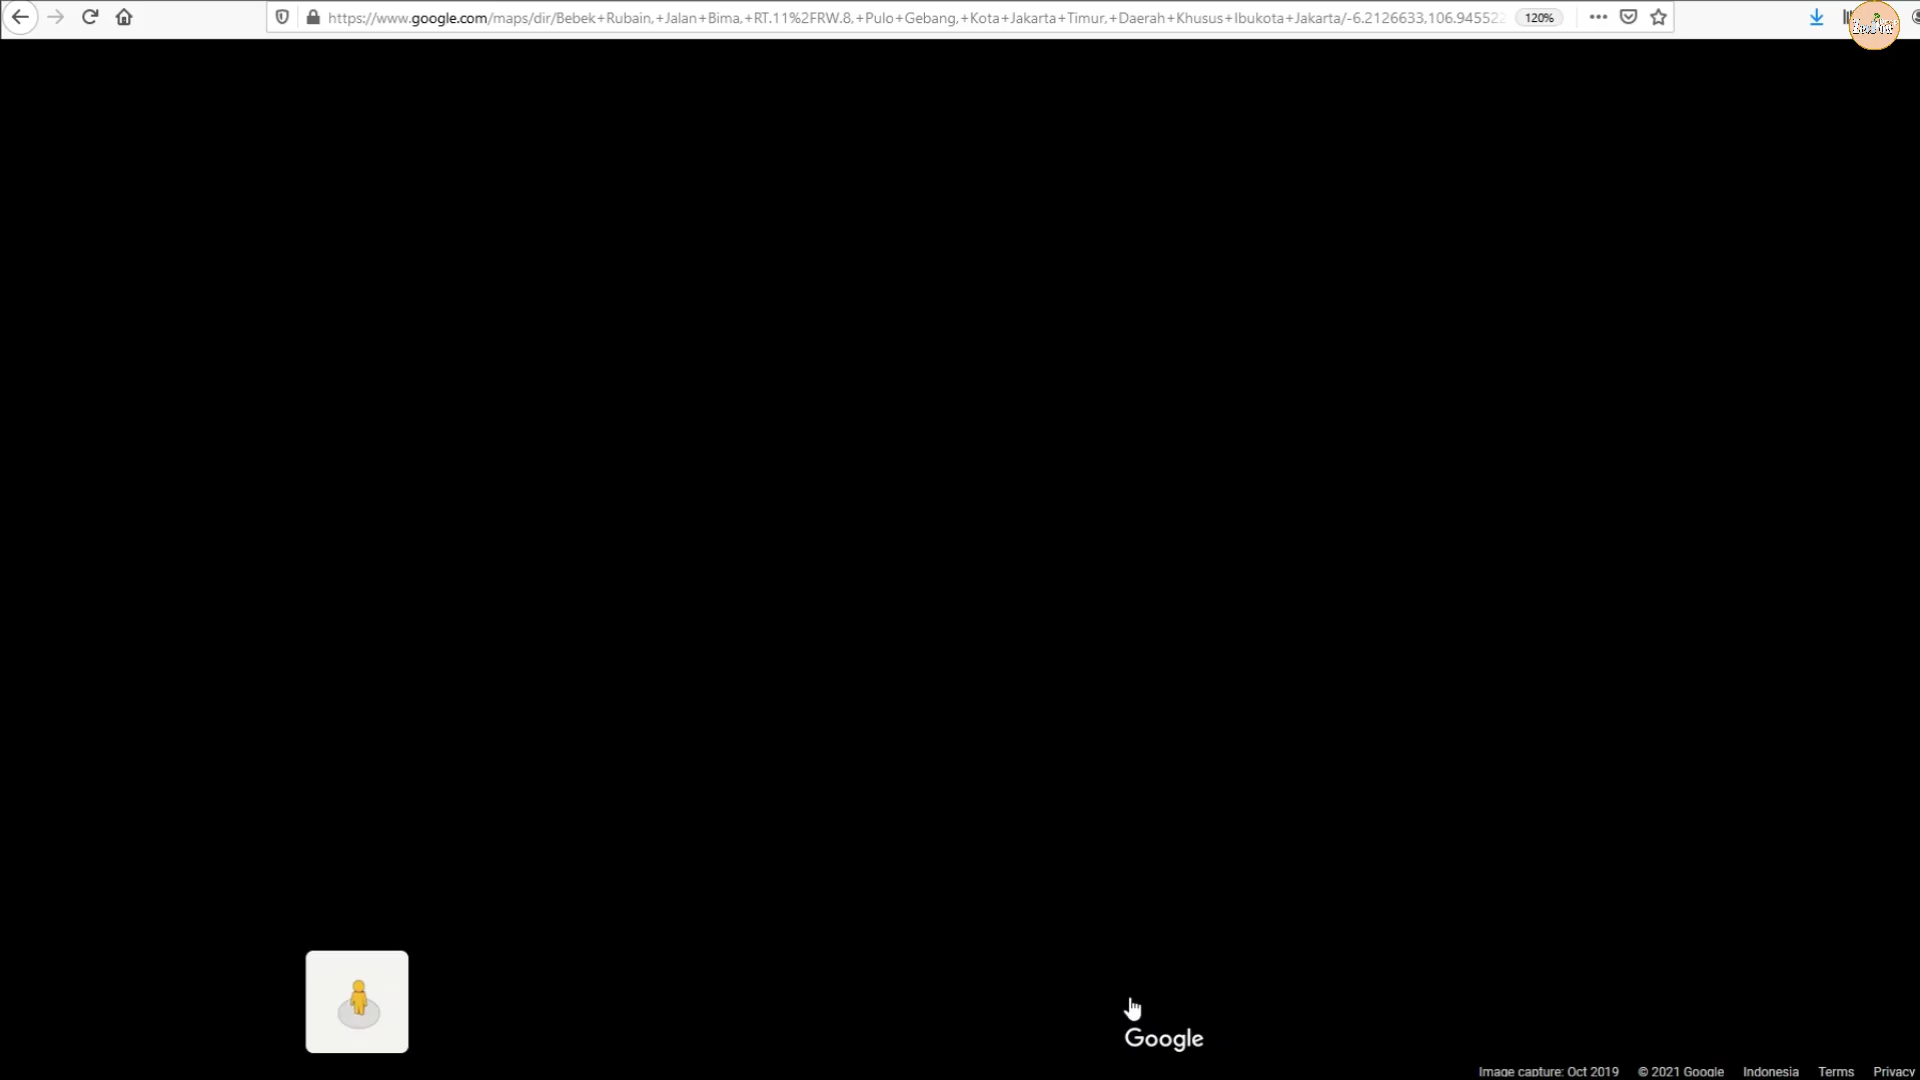 https://www.google.com/maps/dir/Bebek+Rubain,+Jalan+Bima,+RT.11%2FRW.8,+Pulo+Gebang,+Kota+Jakarta+Timur,+Daerah+Khusus+Ibukota+Jakarta/-6.2126633,106.945522
120%
Google
Image capture: Oct 2019 © 2021 Google Indonesia Terms Privacy